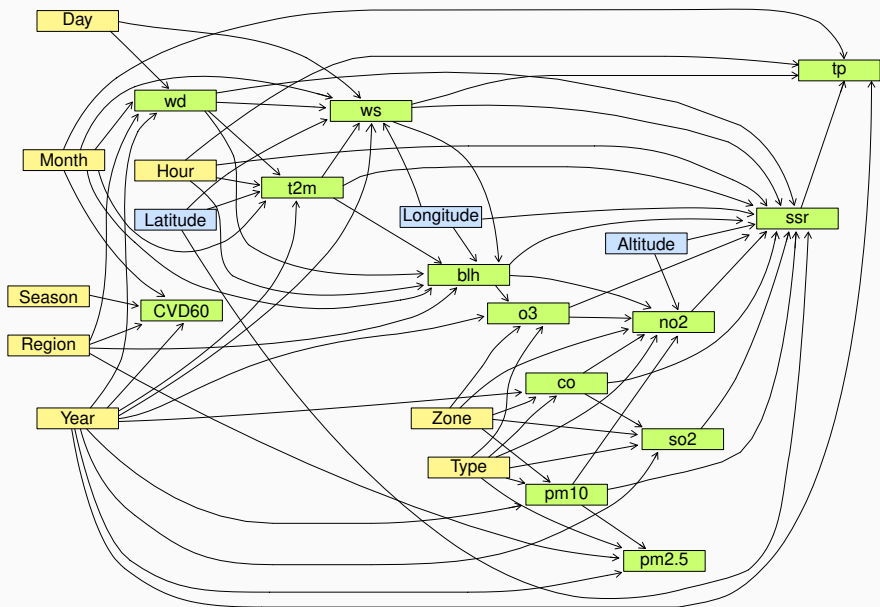 Day
tp
wd
ws
Month
Hour
t2m
Latitude
Longitude
ssr
Altitude
blh
Season
CVD60
o3
no2
Region
co
Year
Zone
so2
Type
pm10
pm2.5